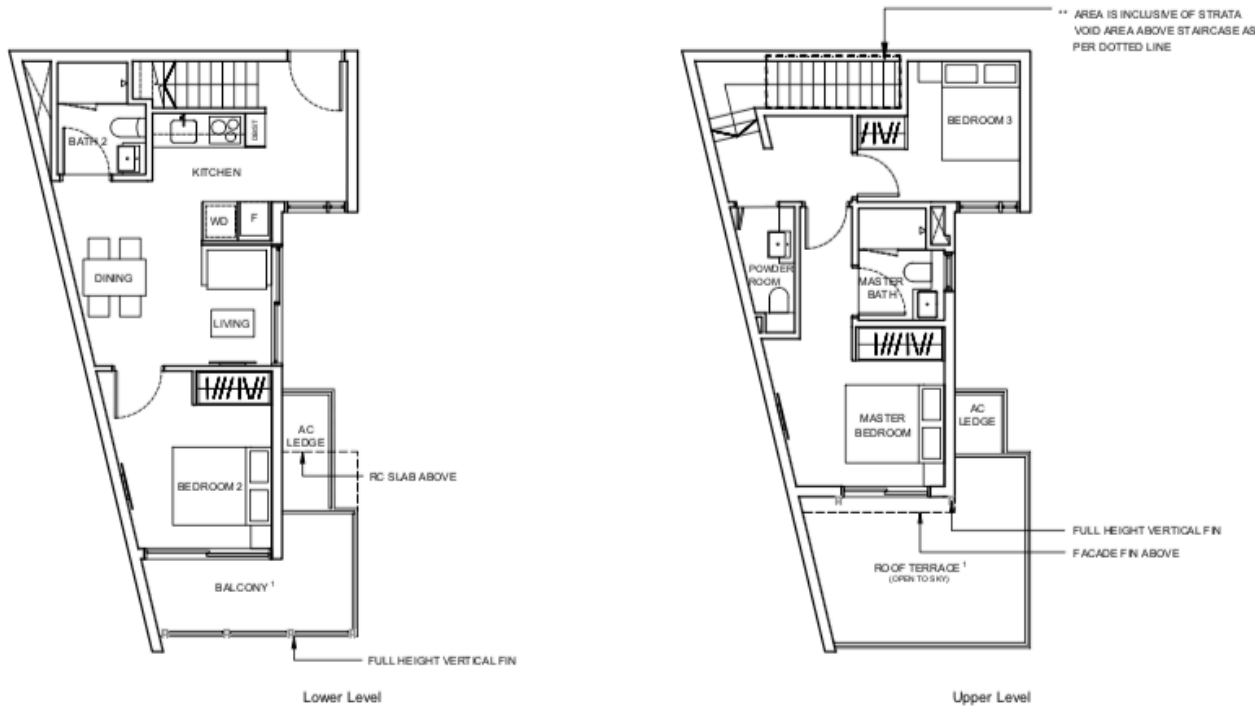 ** AREA IS INCLUSIVE OF STRATA
VOID AREA ABOVE STAIRCASE AS
PER DOTTED LINE
BATH 2
KITCHEN
WD
F
DINING
LIVING
AC
LEDGE
RC SLAB ABOVE
BEDROOM 2
BALCONY 1
FULL HEIGHT VERTICAL FIN
Lower Level
BEDROOM 3
POWDER
ROOM
MASTER
BATH
MASTER
BEDROOM
AC
LEDGE
FULL HEIGHT VERTICAL FIN
FACADE FIN ABOVE
ROOF TERRACE 1
(OPEN TO SKY)
Upper Level